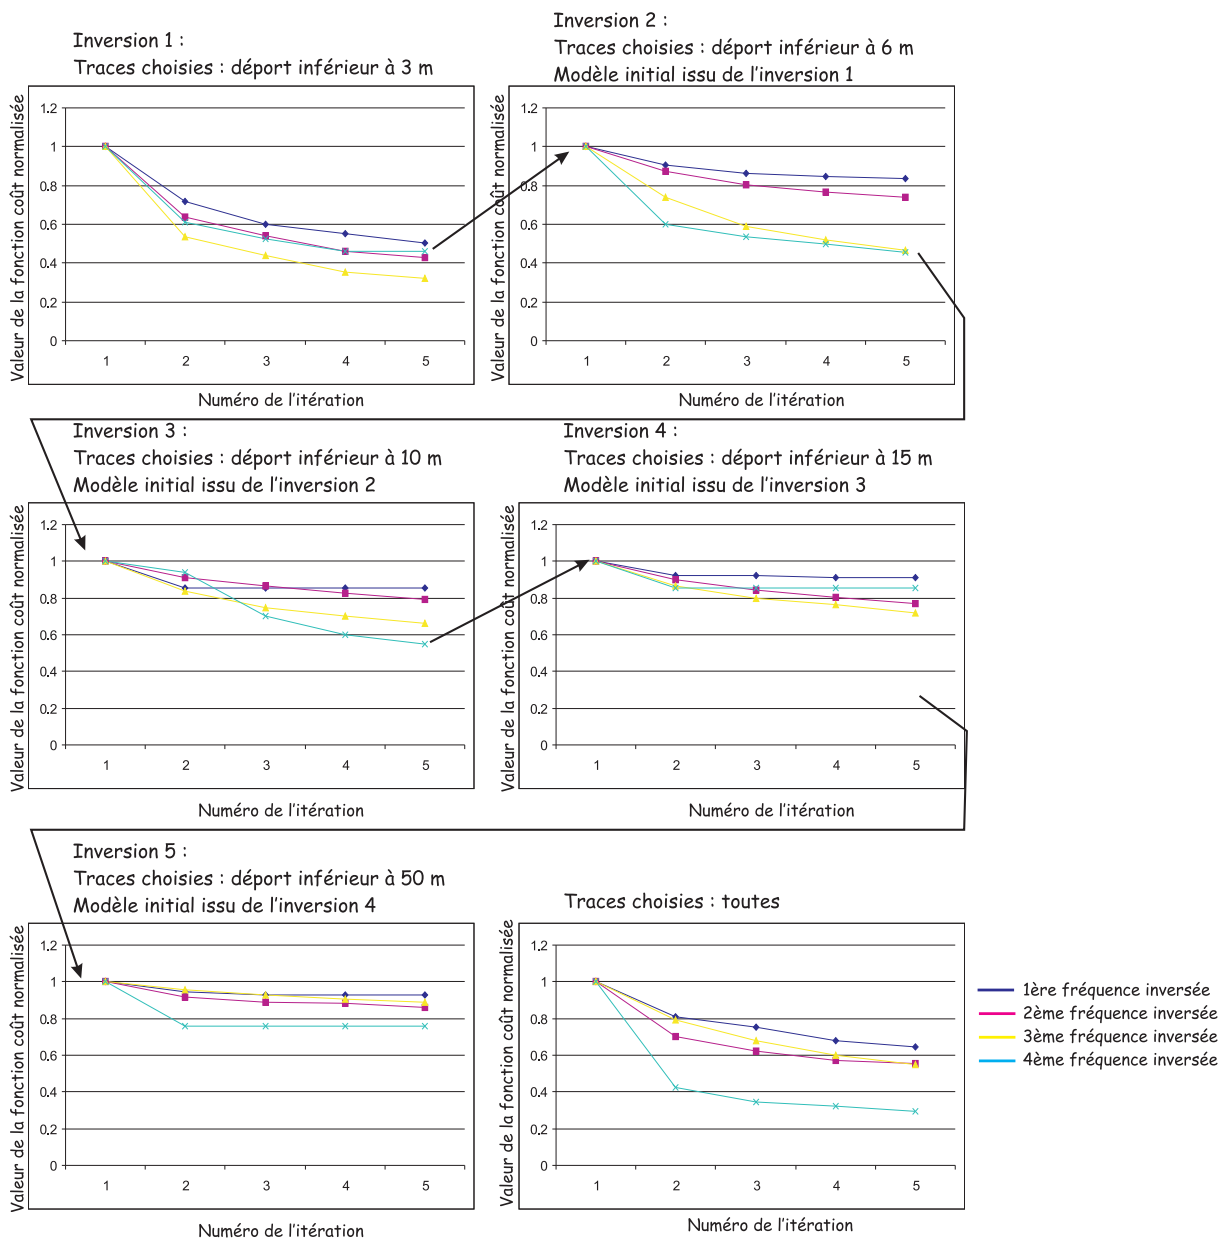 Inversion 1 :
Traces choisies : déport inférieur à 3 m
Valeur de la fonction coût normalisée
1.2
1
0.8
0.6
0.4
0.2
0
1 2 3 4 5
Numéro de l'itération
Inversion 2 :
Traces choisies : déport inférieur à 6 m
Modèle initial issu de l'inversion 1
Valeur de la fonction coût normalisée
1.2
1
0.8
0.6
0.4
0.2
0
1 2 3 4 5
Numéro de l'itération
Inversion 3 :
Traces choisies : déport inférieur à 10 m
Modèle initial issu de l'inversion 2
Valeur de la fonction coût normalisée
1.2
1
0.8
0.6
0.4
0.2
0
1 2 3 4 5
Numéro de l'itération
Inversion 4 :
Traces choisies : déport inférieur à 15 m
Modèle initial issu de l'inversion 3
Valeur de la fonction coût normalisée
1.2
1
0.8
0.6
0.4
0.2
0
1 2 3 4 5
Numéro de l'itération
Inversion 5 :
Traces choisies : déport inférieur à 50 m
Modèle initial issu de l'inversion 4
Valeur de la fonction coût normalisée
1.2
1
0.8
0.6
0.4
0.2
0
1 2 3 4 5
Numéro de l'itération
Traces choisies : toutes
Valeur de la fonction coût normalisée
1.2
1
0.8
0.6
0.4
0.2
0
1 2 3 4 5
Numéro de l'itération
1ère fréquence inversée
2ème fréquence inversée
3ème fréquence inversée
4ème fréquence inversée